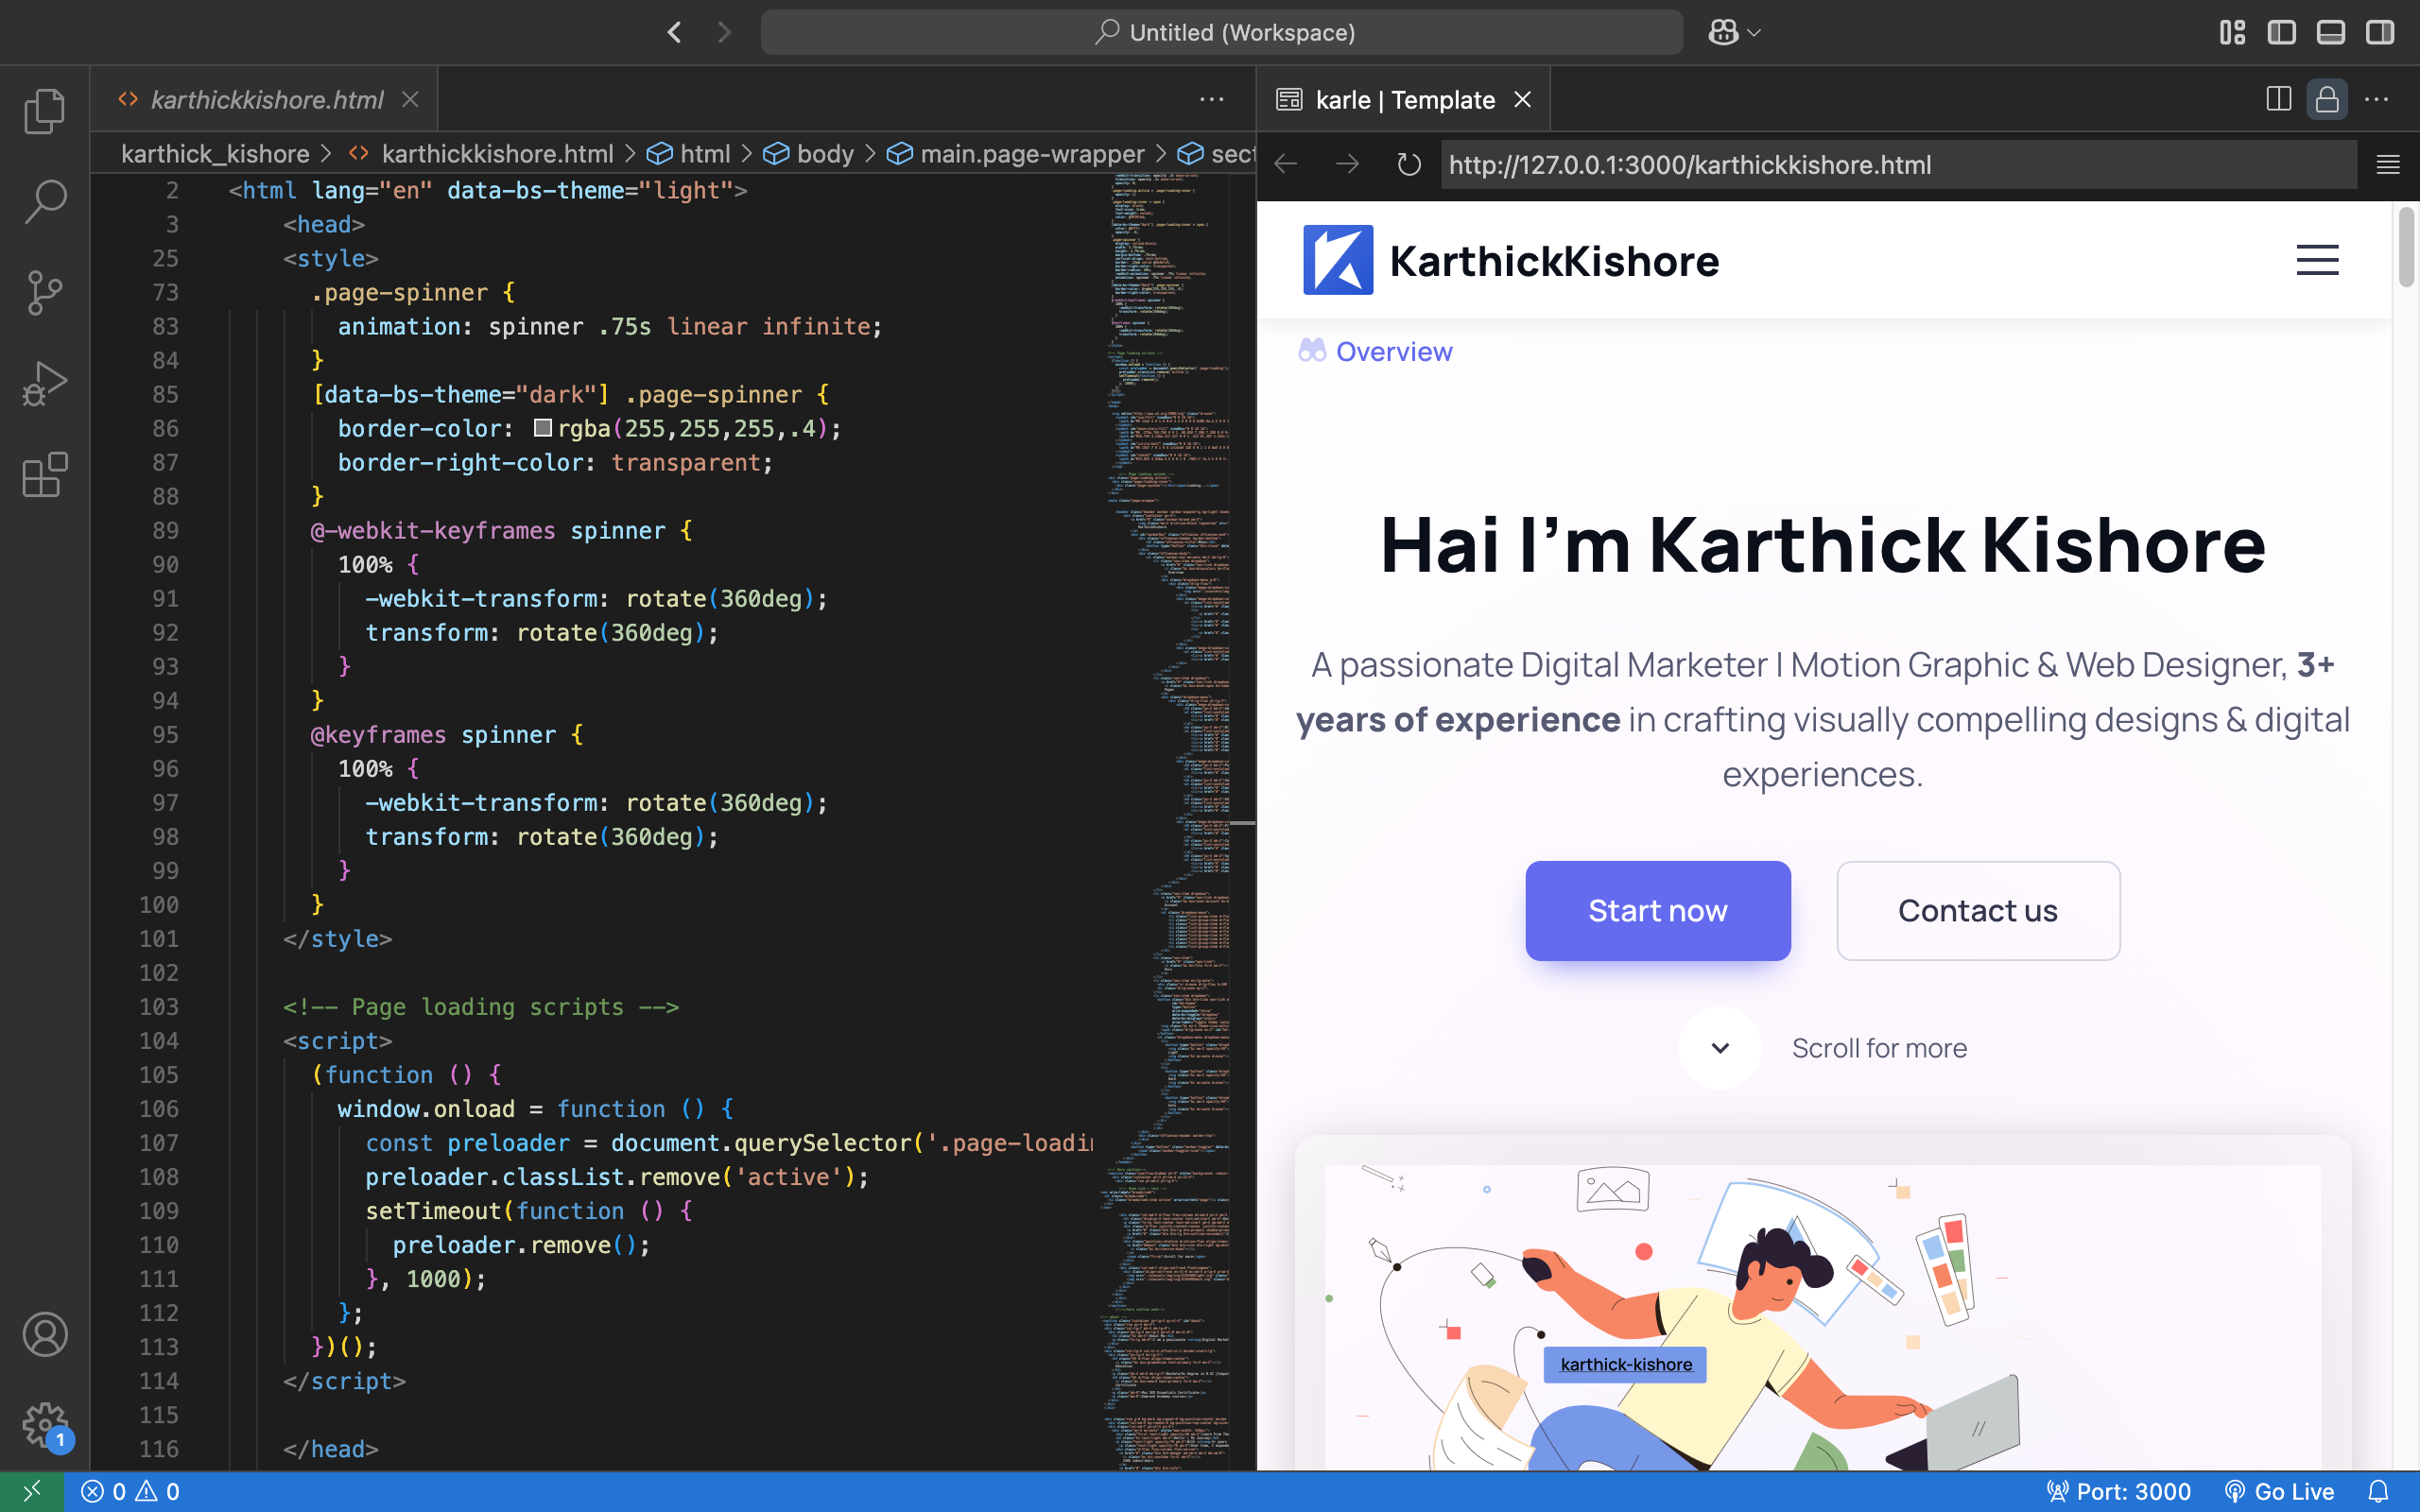 Untitled (Workspace)
karthickkishore.html
karle | Template
karthick_kishore > karthickkishore.html > html > body > main.page-wrapper > sect
http://127.0.0.1:3000/karthickkishore.html
2 <html lang="en" data-bs-theme="light">
3 <head>
25 <style>
73 .page-spinner {
83 animation: spinner .75s linear infinite;
84 }
85 [data-bs-theme="dark"] .page-spinner {
86 border-color: rgba(255,255,255,.4);
87 border-right-color: transparent;
88 }
89 @-webkit-keyframes spinner {
90 100% {
91 -webkit-transform: rotate(360deg);
92 transform: rotate(360deg);
93 }
94 }
95 @keyframes spinner {
96 100% {
97 -webkit-transform: rotate(360deg);
98 transform: rotate(360deg);
99 }
100 }
101 </style>
102
103 <!-- Page loading scripts -->
104 <script>
105 (function () {
106 window.onload = function () {
107 const preloader = document.querySelector('.page-loadin
108 preloader.classList.remove('active');
109 setTimeout(function () {
110 preloader.remove();
111 }, 1000);
112 };
113 })();
114 </script>
115
116 </head>
KarthickKishore
Overview
Hai I'm Karthick Kishore
A passionate Digital Marketer | Motion Graphic & Web Designer, 3+
years of experience in crafting visually compelling designs & digital
experiences.
Start now
Contact us
Scroll for more
karthick-kishore
1
0 0
Port: 3000
Go Live